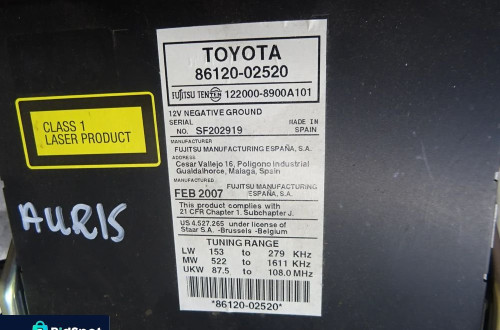 TOYOTA
86120-02520
FUJITSU TEN TEN 122000-8900A101
12V NEGATIVE GROUND
SERIAL MADE IN
NO. SF202919 SPAIN
MANUFACTURER
FUJITSU MANUFACTURING ESPAÑA, S.A.
ADDRESS
Cesar Vallejo 16, Poligono Industrial
Guadalhorce, Malaga, Spain
MANUFACTURED
FEB 2007 FUJITSU MANUFACTURING
ESPAÑA, S.A.
This product complies with
21 CFR Chapter 1. Subchapter J.
US 4,527,265 under license of
Staar S.A. -Brussels -Belgium
TUNING RANGE
LW 153 to 279 KHz
MW 522 to 1611 KHz
UKW 87.5 to 108.0 MHz
*86120-02520*
CLASS 1
LASER PRODUCT
AURIS
BidSpot